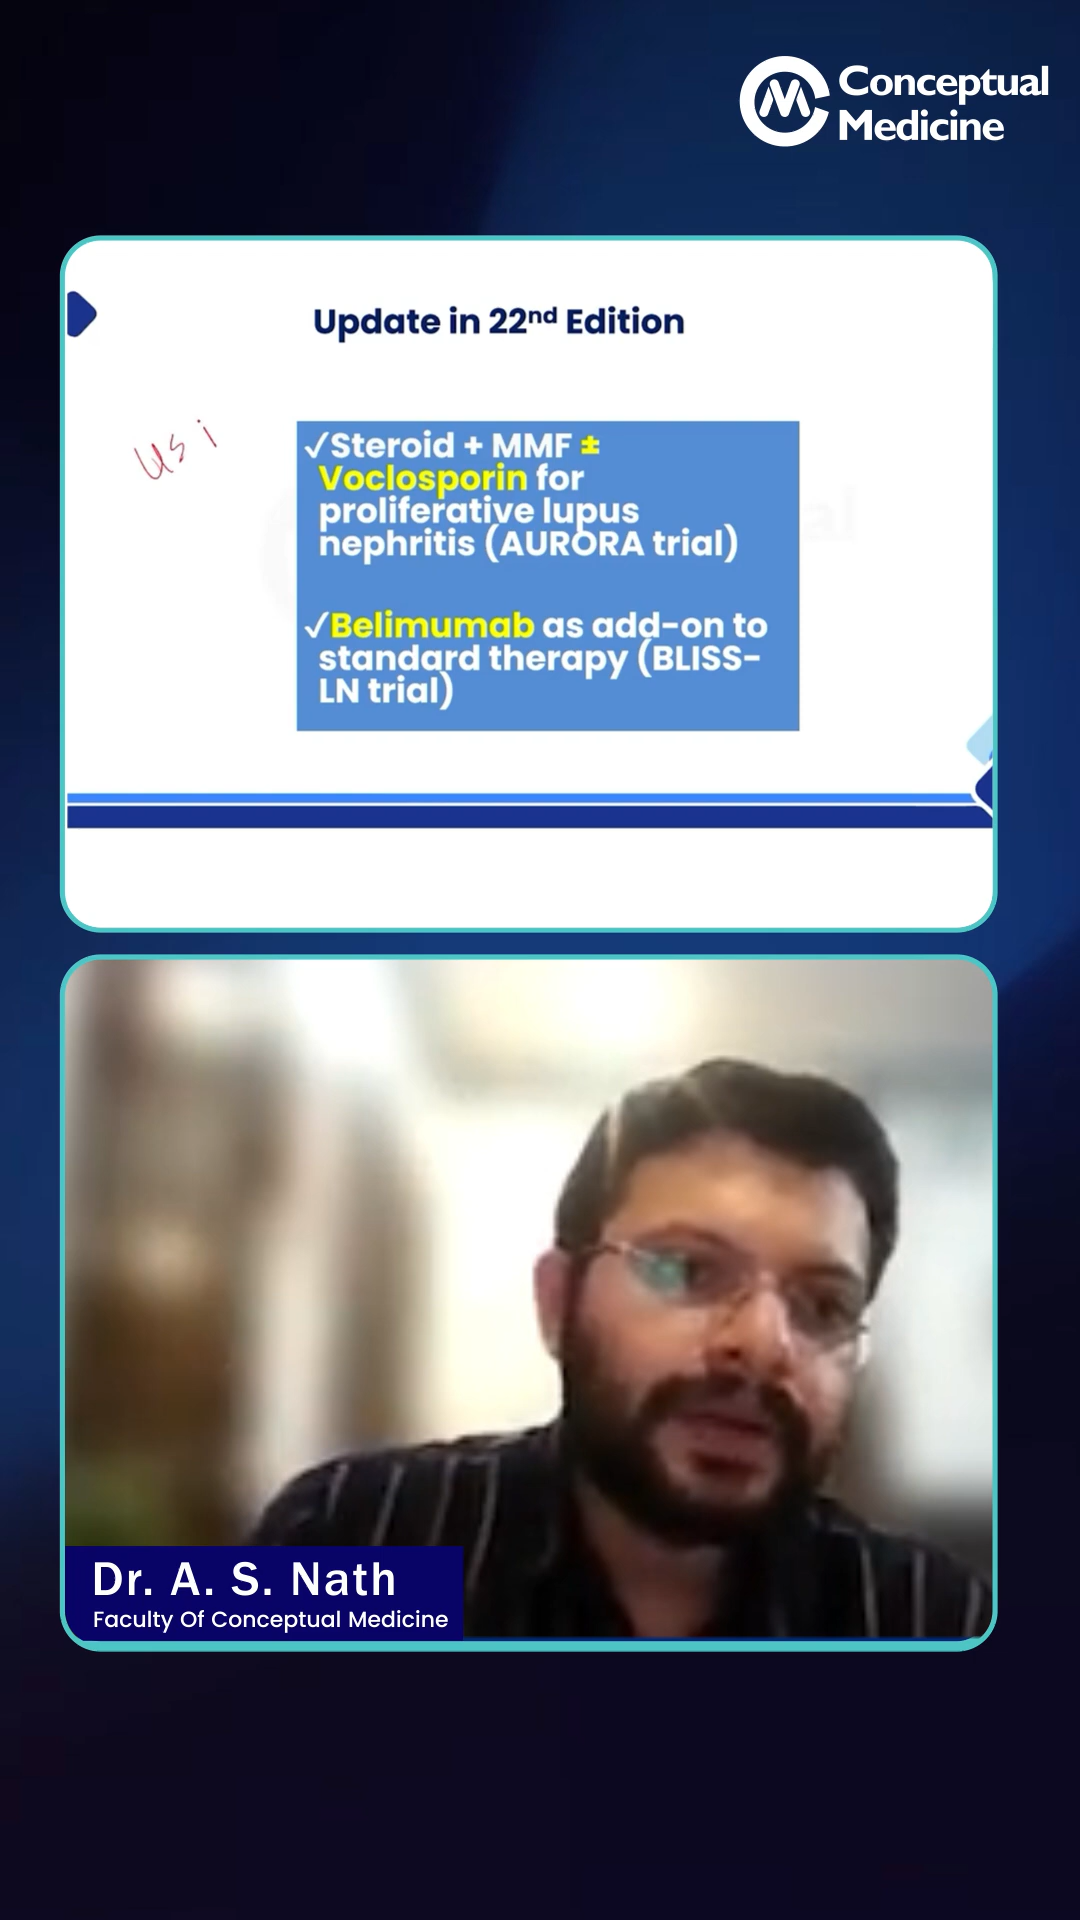 Conceptual
Medicine
Update in 22nd Edition
✓Steroid + MMF ±
Voclosporin for
proliferative lupus
nephritis (AURORA trial)
✓Belimumab as add-on to
standard therapy (BLISS-
LN trial)
Dr. A. S. Nath
Faculty Of Conceptual Medicine